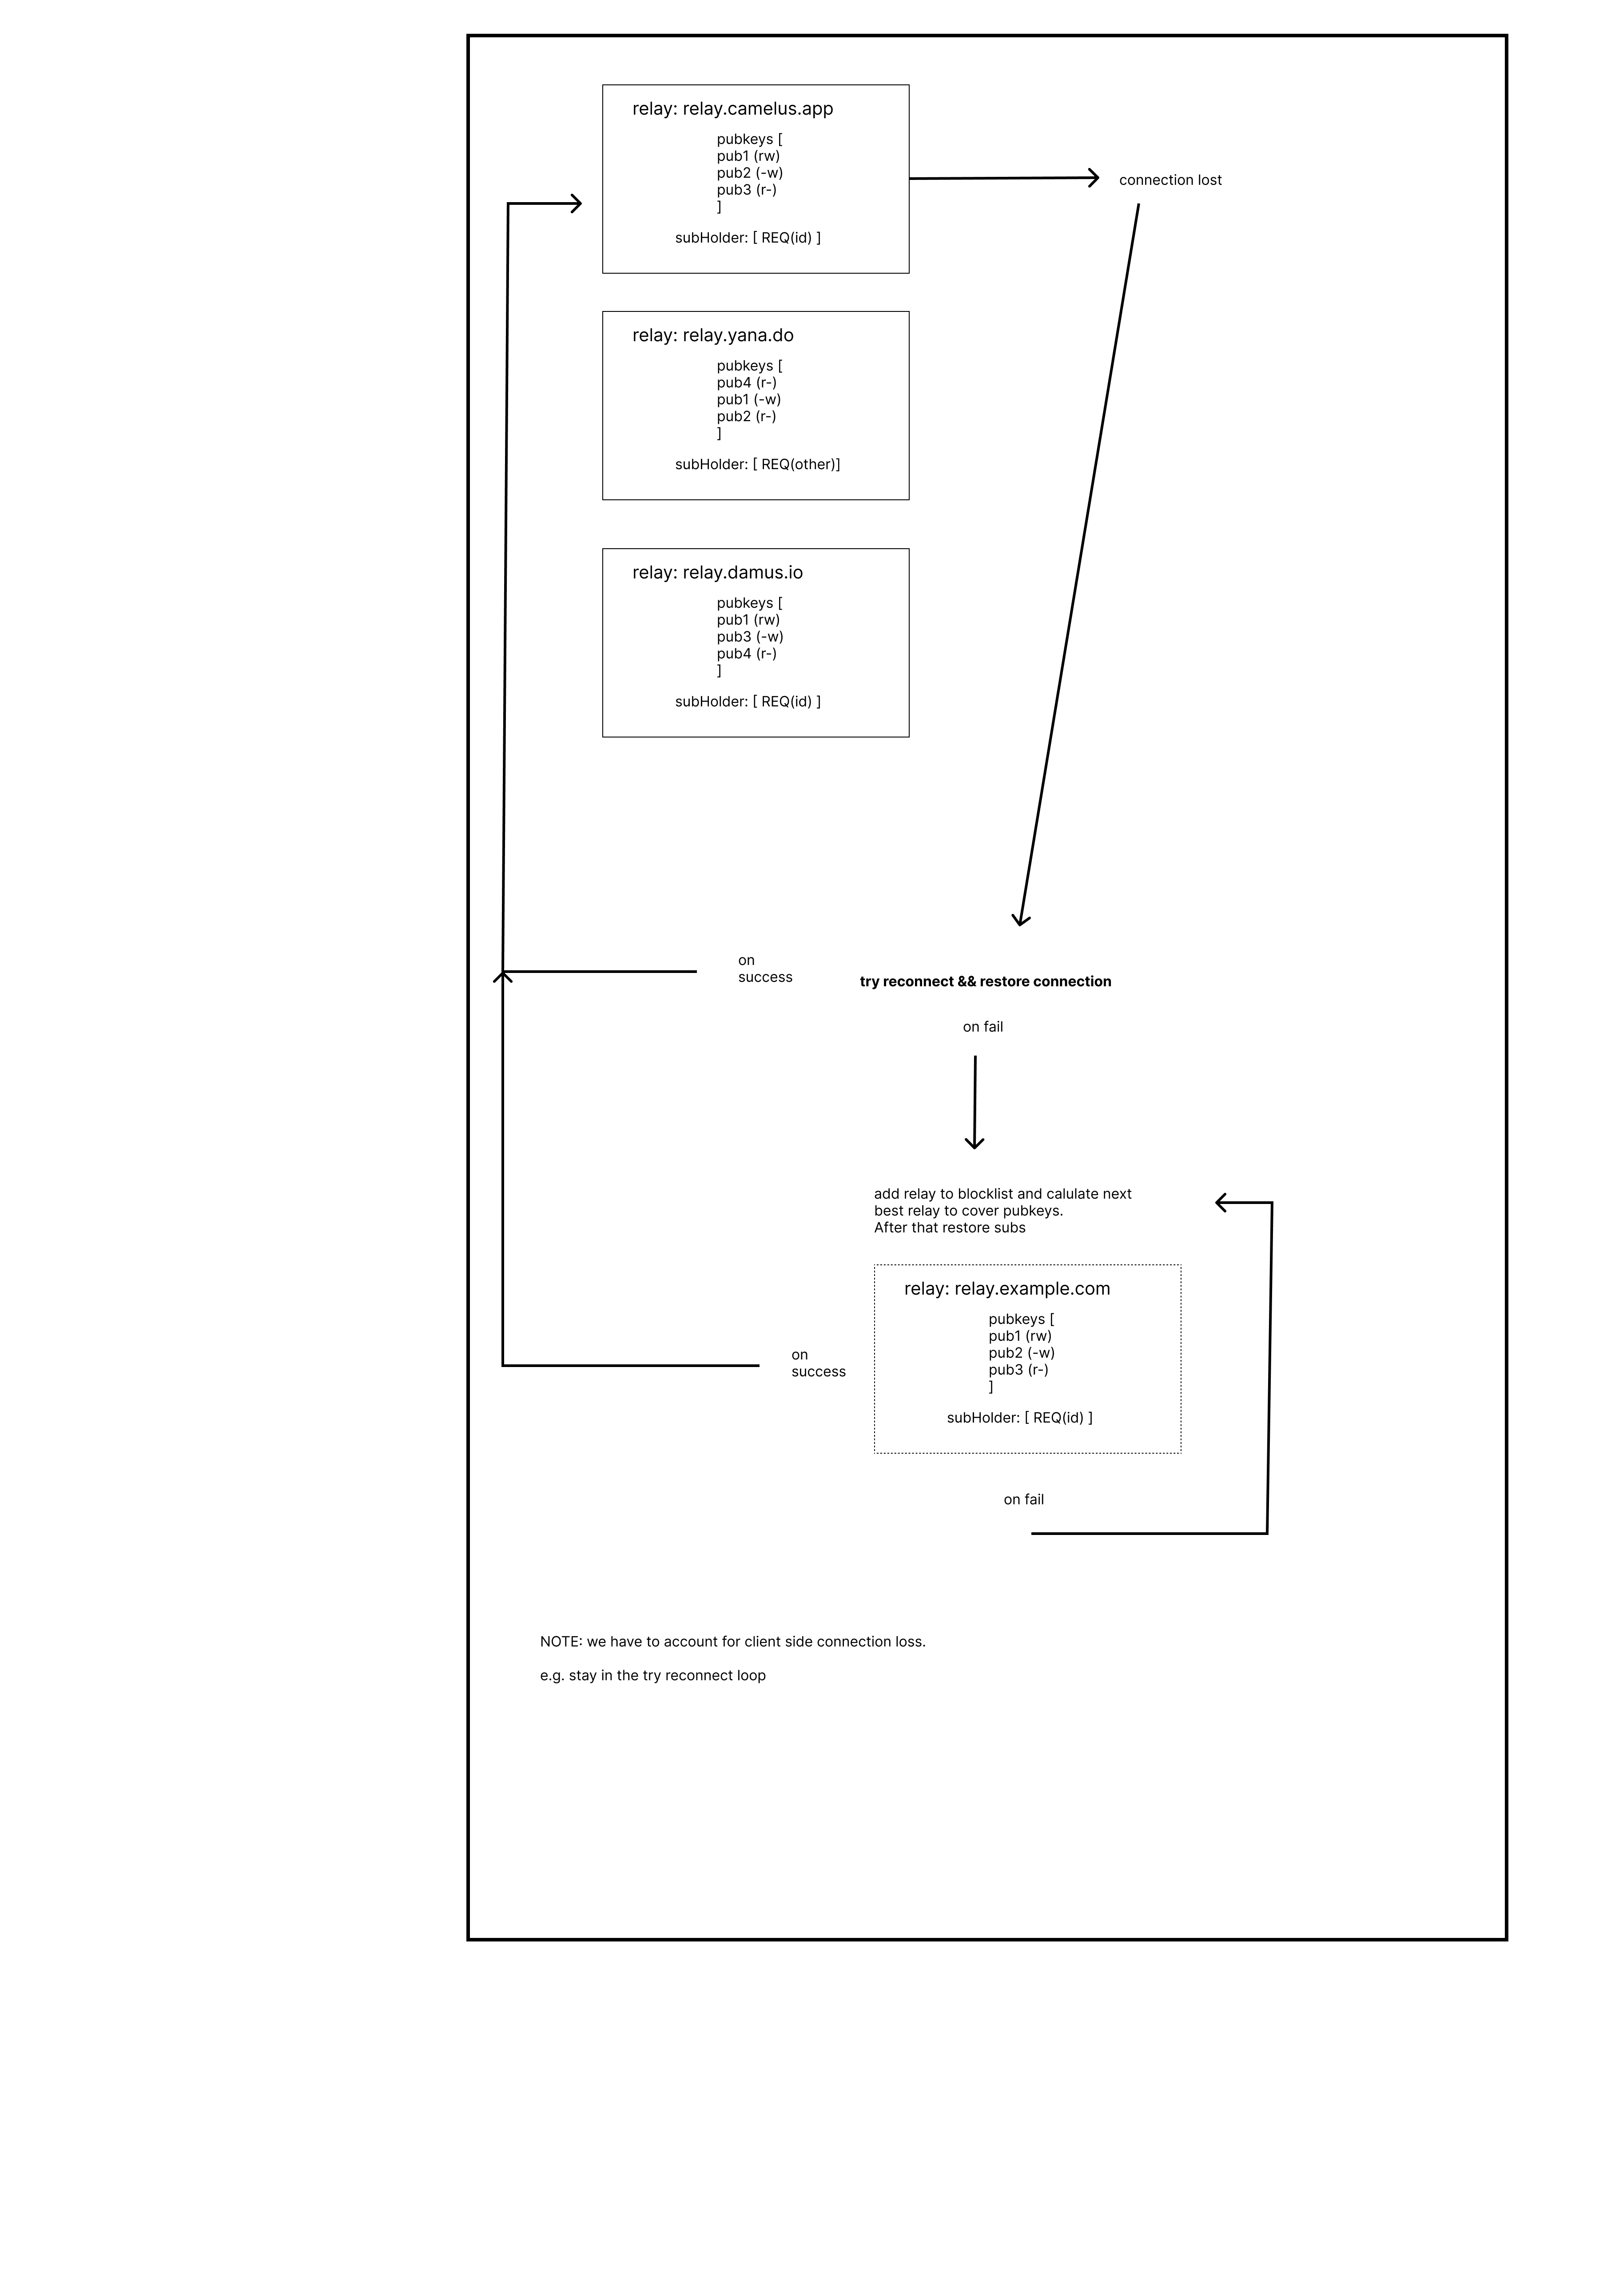 relay: relay.camelus.app
pubkeys [
pub1 (rw)
pub2 (-w)
pub3 (r-)
]
subHolder: [ REQ(id) ]
connection lost
relay: relay.yana.do
pubkeys [
pub4 (r-)
pub1 (-w)
pub2 (r-)
]
subHolder: [ REQ(other)]
relay: relay.damus.io
pubkeys [
pub1 (rw)
pub3 (-w)
pub4 (r-)
]
subHolder: [ REQ(id) ]
on
success
try reconnect && restore connection
on fail
add relay to blocklist and calulate next
best relay to cover pubkeys.
After that restore subs
relay: relay.example.com
pubkeys [
pub1 (rw)
pub2 (-w)
pub3 (r-)
]
subHolder: [ REQ(id) ]
on
success
on fail
NOTE: we have to account for client side connection loss.
e.g. stay in the try reconnect loop